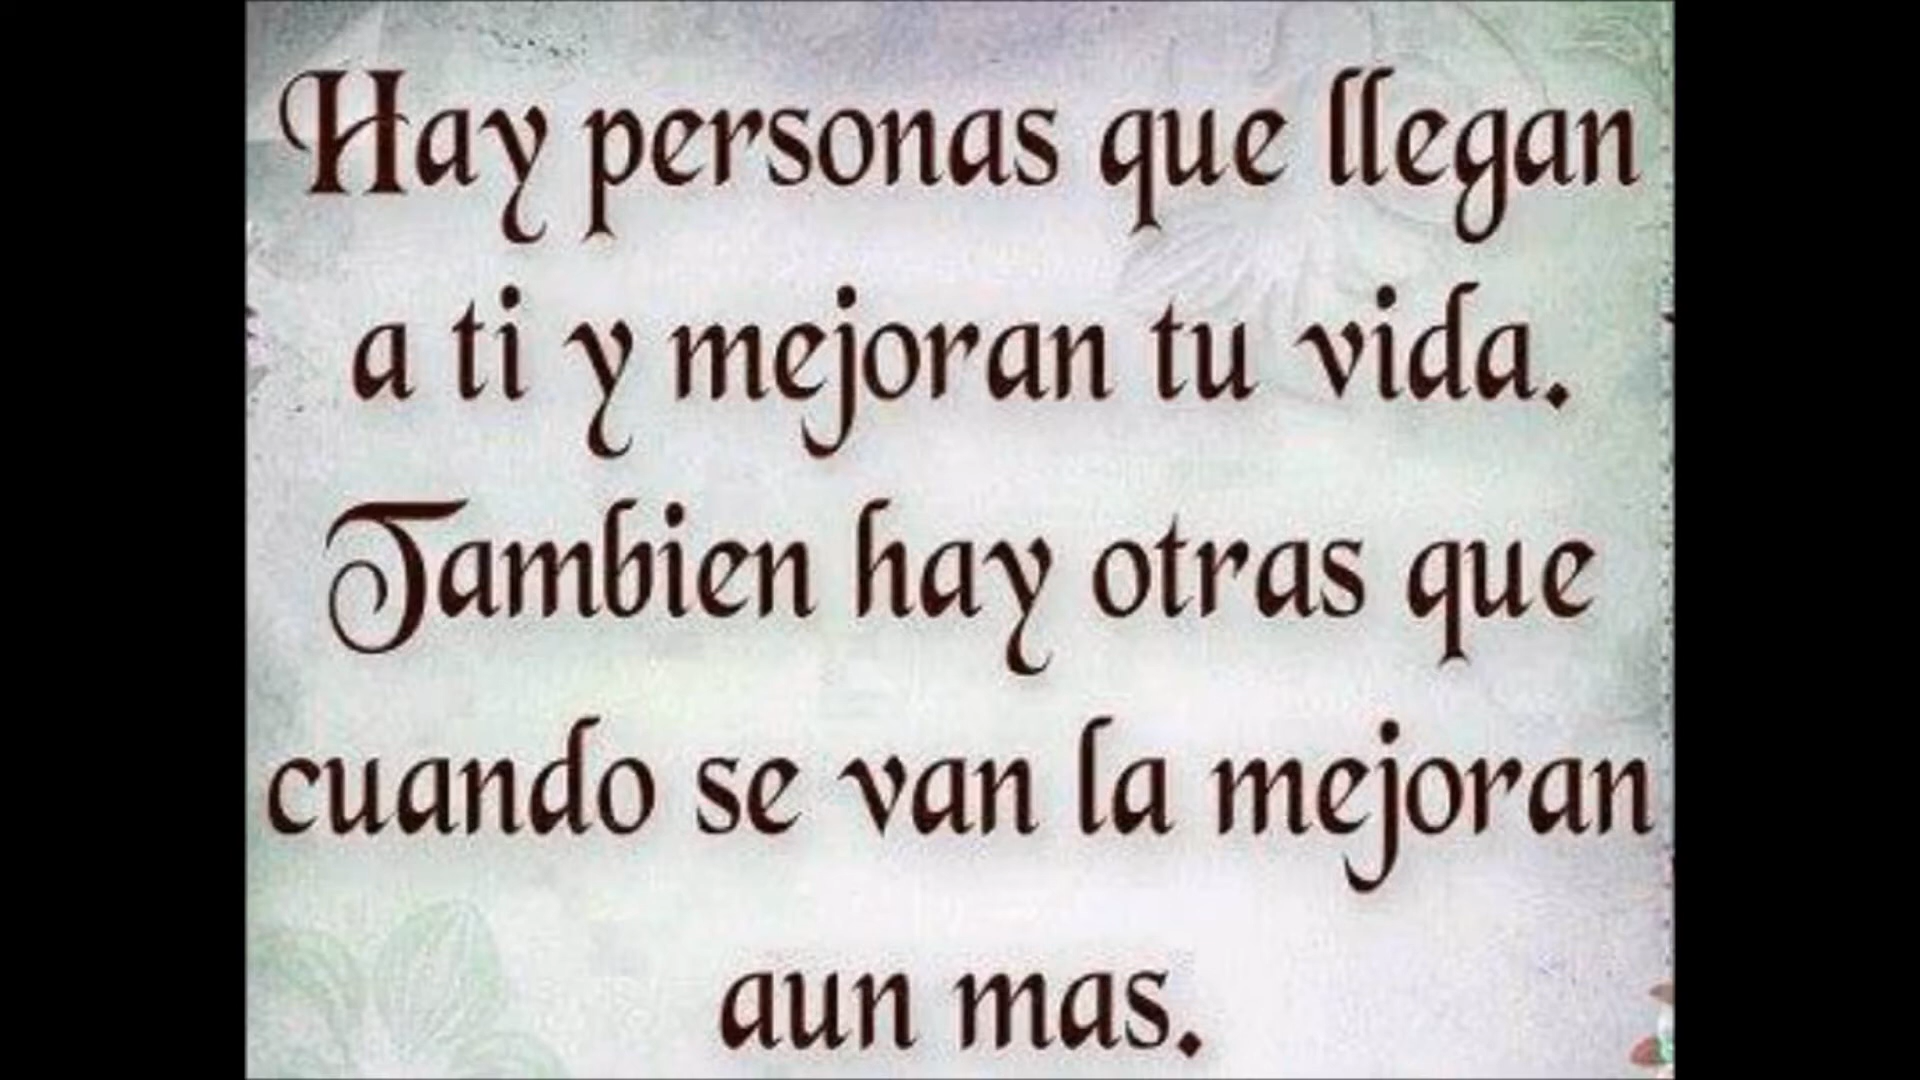 Hay personas que llegan
a ti y mejoran tu vida.
Tambien hay otras que
cuando se van la mejoran
aun mas.